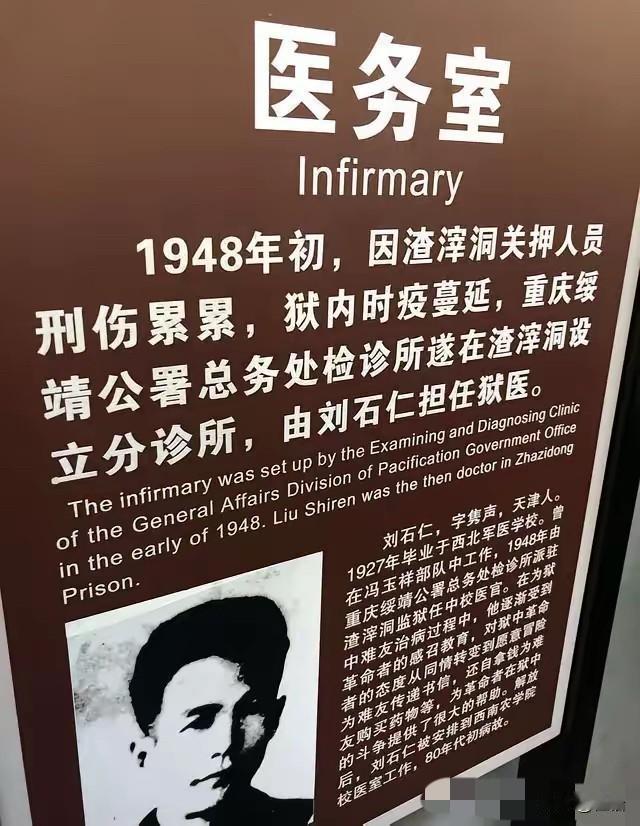 医务室
Infirmary
1948年初，因渣滓洞关押人员
刑伤累累，狱内时疫蔓延，重庆绥
靖公署总务处检诊所遂在渣滓洞设
立分诊所，由刘石仁担任狱医。
The infirmary was set up by the Examining and Diagnosing Clinic
of the General Affairs Division of Pacification Government Office
in the early of 1948. Liu Shiren was the then doctor in Zhazidong
Prison.
刘石仁，字隽声，天津人。
1927年毕业于西北军医学校。曾
在冯玉祥部队中工作，1948年由
重庆绥靖公署总务处检诊所派驻
渣滓洞监狱任中校医官。在为狱
中难友治病过程中，他逐渐受到
革命者的感召教育，对狱中革命
者的态度从同情转变到愿意冒险
为难友传递书信，还自拿钱为难
友购买药物等，为革命者在狱中
的斗争提供了很大的帮助。解放
后，刘石仁被安排到西南农学院
校医室工作，80年代初病故。